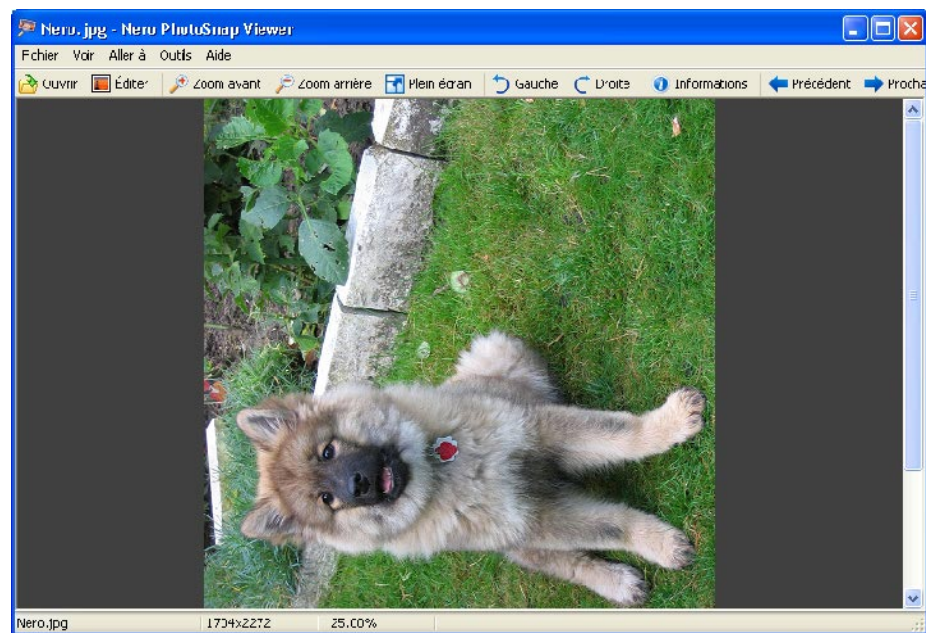 Nero.jpg - Nero PhotoSnap Viewer
Fichier Voir Aller à Outils Aide
Ouvrir Éditer Zoom avant Zoom arrière Plein écran Gauche Droite Informations Précédent Procha
Nero.jpg 1704x2272 25.00%